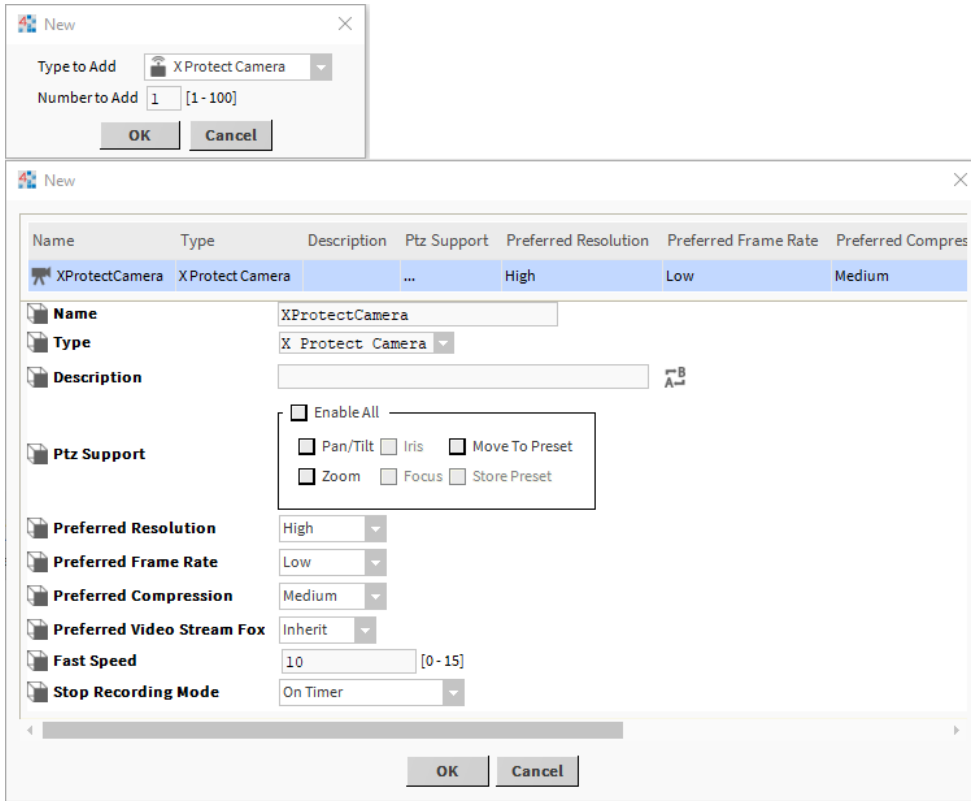 New
Type to Add X Protect Camera
Number to Add 1 [1 - 100]
OK Cancel
New
Name Type Description Ptz Support Preferred Resolution Preferred Frame Rate Preferred Compres
XProtectCamera X Protect Camera ... High Low Medium
Name XProtectCamera
Type X Protect Camera
Description
Enable All
Ptz Support
Pan/Tilt Iris Move To Preset
Zoom Focus Store Preset
Preferred Resolution High
Preferred Frame Rate Low
Preferred Compression Medium
Preferred Video Stream Fox Inherit
Fast Speed 10 [0 - 15]
Stop Recording Mode On Timer
OK Cancel